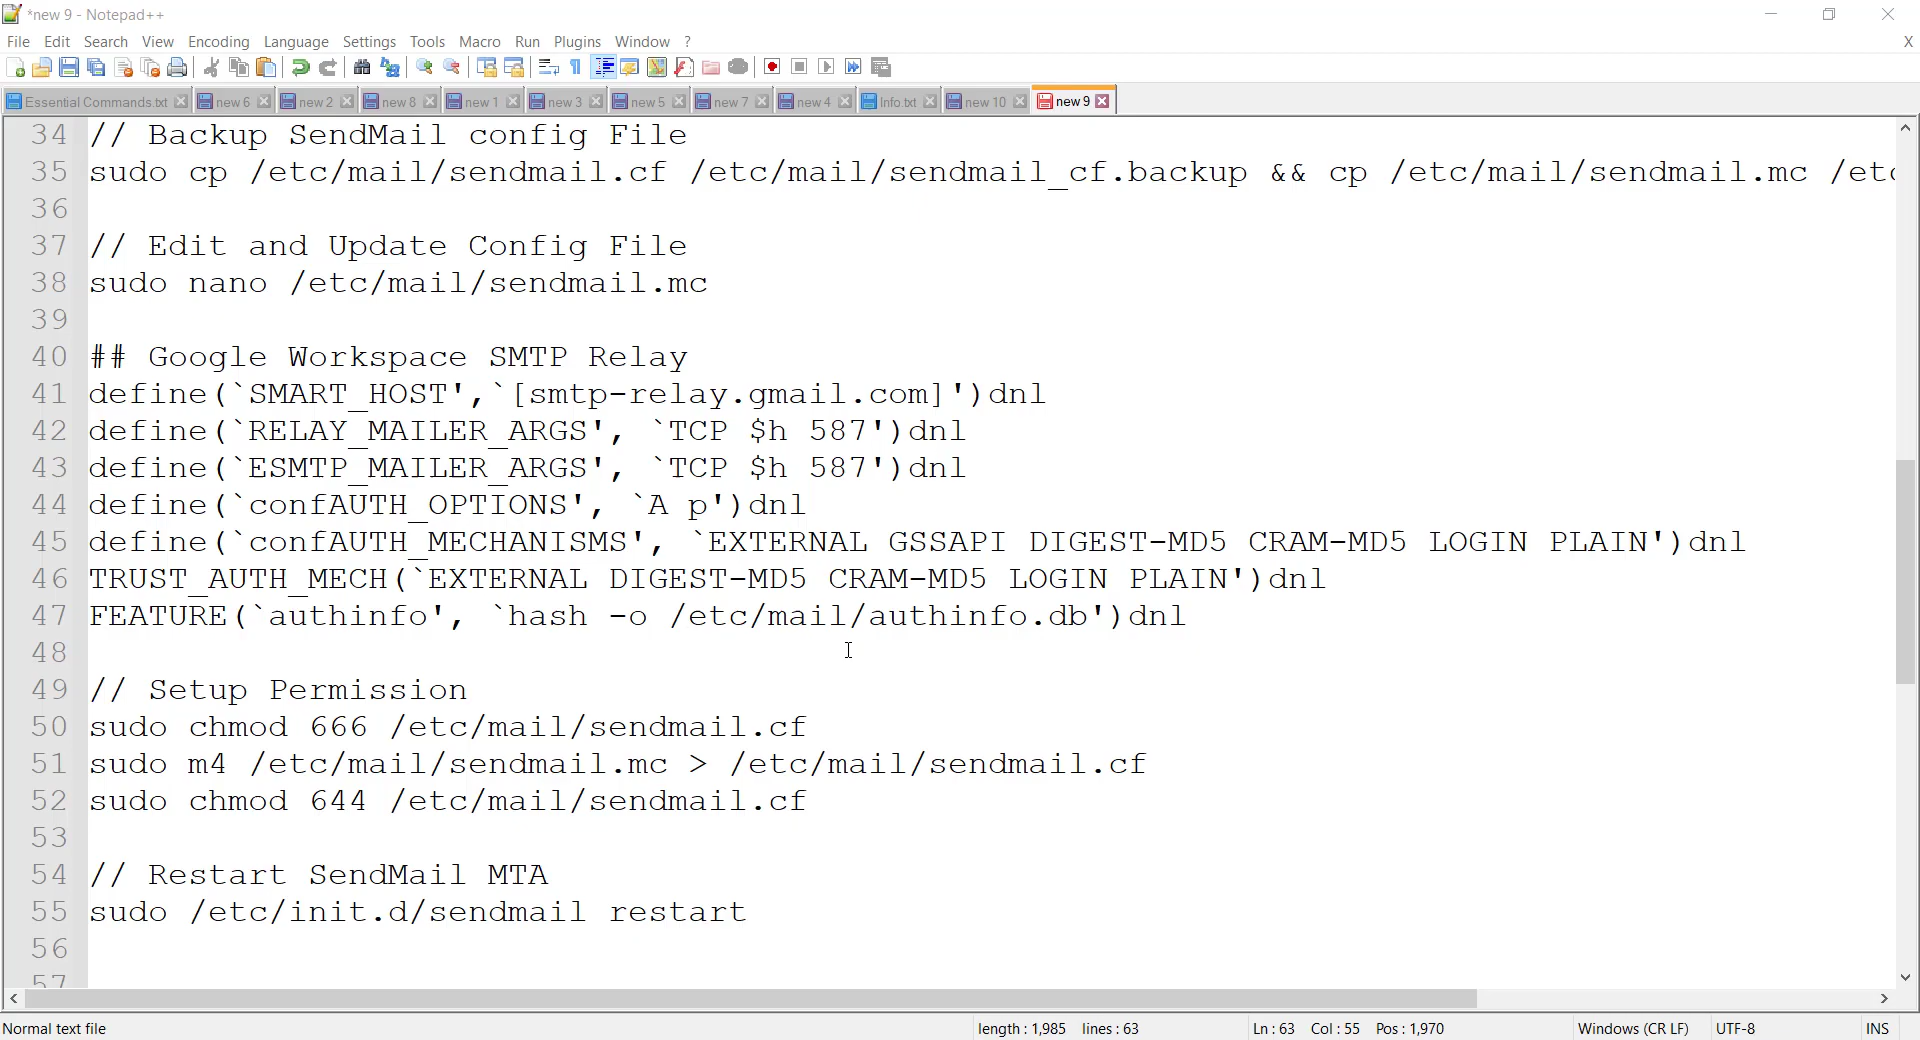 *new 9 - Notepad++
File Edit Search View Encoding Language Settings Tools Macro Run Plugins Window ? X
Essential Commands.txt new 6 new 2 new 8 new 1 new 3 new 5 new 7 new 4 Info.txt new 10 new 9
34 // Backup SendMail config File
35 sudo cp /etc/mail/sendmail.cf /etc/mail/sendmail_cf.backup && cp /etc/mail/sendmail.mc /etc
36
37 // Edit and Update Config File
38 sudo nano /etc/mail/sendmail.mc
39
40 ## Google Workspace SMTP Relay
41 define(`SMART_HOST',`[smtp-relay.gmail.com]')dnl
42 define(`RELAY_MAILER_ARGS', `TCP $h 587')dnl
43 define(`ESMTP_MAILER_ARGS', `TCP $h 587')dnl
44 define(`confAUTH_OPTIONS', `A p')dnl
45 define(`confAUTH_MECHANISMS', `EXTERNAL GSSAPI DIGEST-MD5 CRAM-MD5 LOGIN PLAIN')dnl
46 TRUST_AUTH_MECH(`EXTERNAL DIGEST-MD5 CRAM-MD5 LOGIN PLAIN')dnl
47 FEATURE(`authinfo', `hash -o /etc/mail/authinfo.db')dnl
48
49 // Setup Permission
50 sudo chmod 666 /etc/mail/sendmail.cf
51 sudo m4 /etc/mail/sendmail.mc > /etc/mail/sendmail.cf
52 sudo chmod 644 /etc/mail/sendmail.cf
53
54 // Restart SendMail MTA
55 sudo /etc/init.d/sendmail restart
56
57
Normal text file length : 1,985 lines : 63 Ln : 63 Col : 55 Pos : 1,970 Windows (CR LF) UTF-8 INS